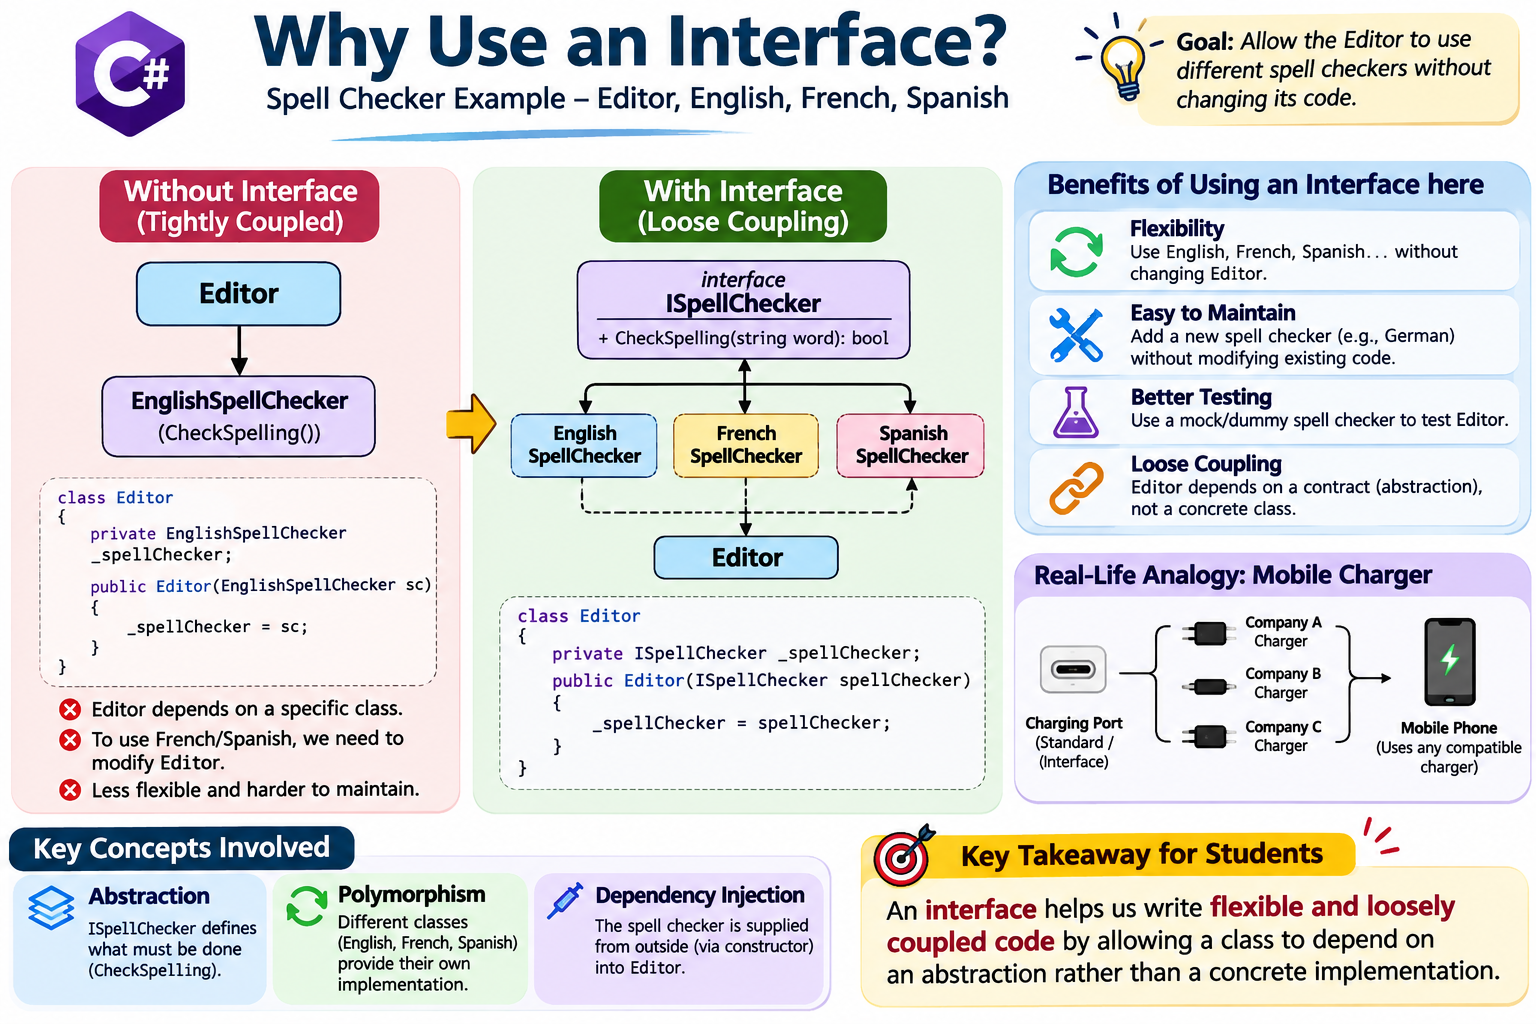 C#
Why Use an Interface?
Spell Checker Example – Editor, English, French, Spanish
Goal: Allow the Editor to use
different spell checkers without
changing its code.
Without Interface
(Tightly Coupled)
Editor
EnglishSpellChecker
(CheckSpelling())
class Editor
{
private EnglishSpellChecker
_spellChecker;
public Editor(EnglishSpellChecker sc)
{
_spellChecker = sc;
}
}
Editor depends on a specific class.
To use French/Spanish, we need to
modify Editor.
Less flexible and harder to maintain.
With Interface
(Loose Coupling)
interface
ISpellChecker
+ CheckSpelling(string word): bool
English
SpellChecker
French
SpellChecker
Spanish
SpellChecker
Editor
class Editor
{
private ISpellChecker _spellChecker;
public Editor(ISpellChecker spellChecker)
{
_spellChecker = spellChecker;
}
}
Benefits of Using an Interface here
Flexibility
Use English, French, Spanish... without
changing Editor.
Easy to Maintain
Add a new spell checker (e.g., German)
without modifying existing code.
Better Testing
Use a mock/dummy spell checker to test Editor.
Loose Coupling
Editor depends on a contract (abstraction),
not a concrete class.
Real-Life Analogy: Mobile Charger
Charging Port
(Standard /
(Interface)
Company A
Charger
Company B
Charger
Company C
Charger
Mobile Phone
(Uses any compatible
charger)
Key Concepts Involved
Abstraction
ISpellChecker defines
what must be done
(CheckSpelling).
Polymorphism
Different classes
(English, French, Spanish)
provide their own
implementation.
Dependency Injection
The spell checker is supplied
from outside (via constructor)
into Editor.
Key Takeaway for Students
An interface helps us write flexible and loosely
coupled code by allowing a class to depend on
an abstraction rather than a concrete implementation.